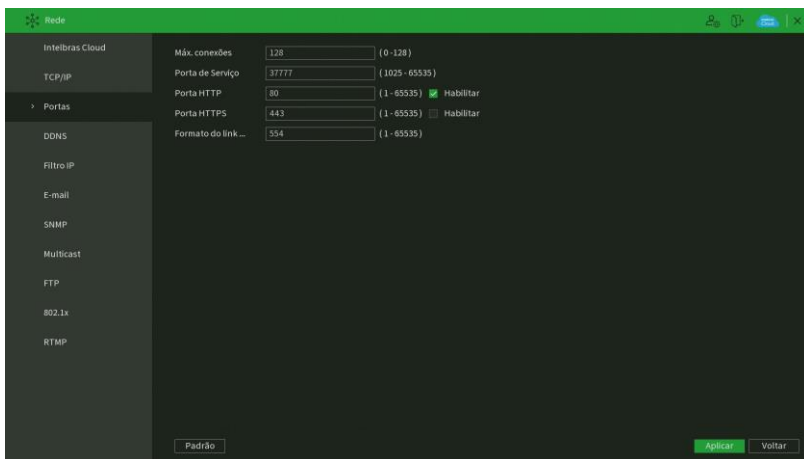 Rede
Intelbras Cloud
TCP/IP
Portas
DDNS
Filtro IP
E-mail
SNMP
Multicast
FTP
802.1x
RTMP
Máx. conexões 128 (0-128)
Porta de Serviço 37777 (1025-65535)
Porta HTTP 80 (1-65535) Habilitar
Porta HTTPS 443 (1-65535) Habilitar
Formato do link ... 554 (1-65535)
Padrão Aplicar Voltar